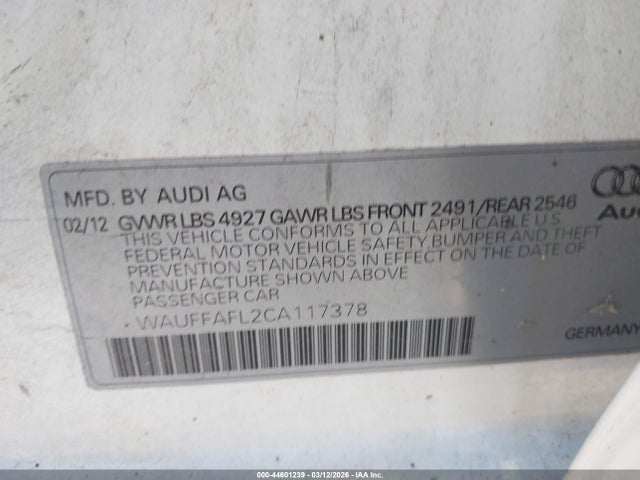 MFD. BY AUDI AG
02/12 GVWR LBS 4927 GAWR LBS FRONT 2491/REAR 2546
THIS VEHICLE CONFORMS TO ALL APPLICABLE U.S.
FEDERAL MOTOR VEHICLE SAFETY, BUMPER AND THEFT
PREVENTION STANDARDS IN EFFECT ON THE DATE OF
MANUFACTURE SHOWN ABOVE
PASSENGER CAR
WAUFFAFL2CA117378
GERMANY
000-44601239 - 03/12/2026 - IAA Corp.